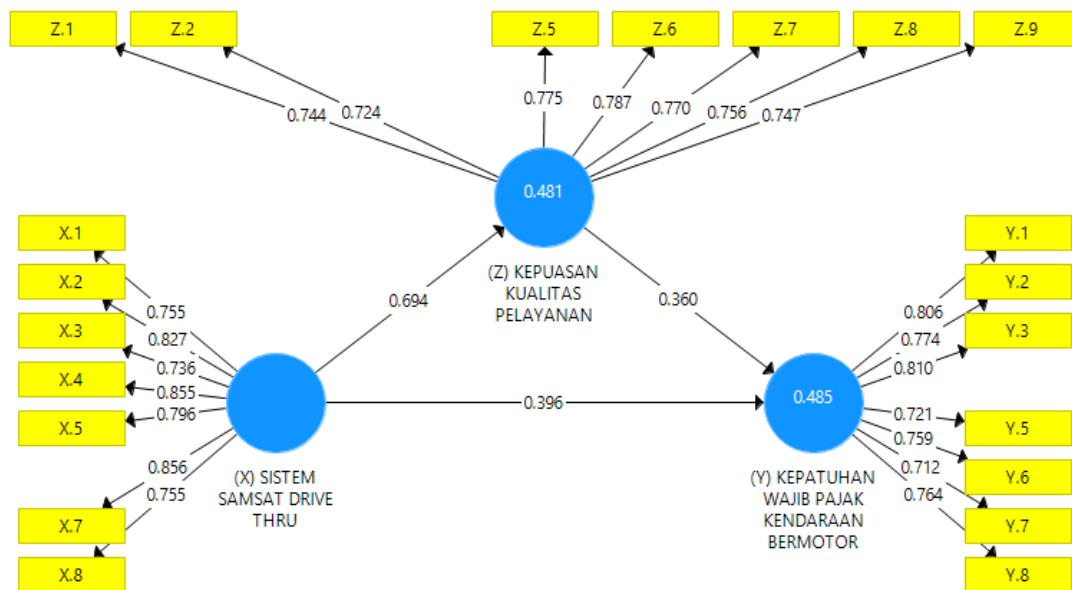 Z.1
Z.2
Z.5
Z.6
Z.7
Z.8
Z.9
0.744
0.724
0.775
0.787
0.770
0.756
0.747
0.481
(Z) KEPUASAN
KUALITAS
PELAYANAN
X.1
X.2
X.3
X.4
X.5
X.7
X.8
0.755
0.827
0.736
0.855
0.796
0.856
0.755
(X) SISTEM
SAMSAT DRIVE
THRU
0.694
0.360
0.396
0.485
(Y) KEPATUHAN
WAJIB PAJAK
KENDARAAN
BERMOTOR
0.806
0.774
0.810
0.721
0.759
0.712
0.764
Y.1
Y.2
Y.3
Y.5
Y.6
Y.7
Y.8